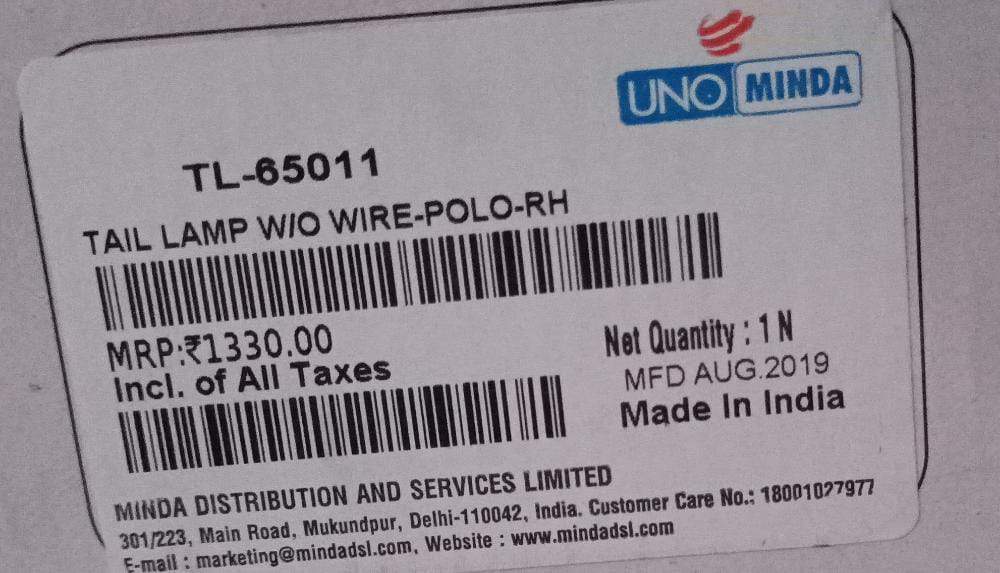 UNO MINDA
TL-65011
TAIL LAMP W/O WIRE-POLO-RH
MRP:₹1330.00
Incl. of All Taxes
Net Quantity : 1 N
MFD AUG.2019
Made In India
MINDA DISTRIBUTION AND SERVICES LIMITED
301/223, Main Road, Mukundpur, Delhi-110042, India. Customer Care No.: 18001027977
E-mail : marketing@mindadsl.com, Website : www.mindadsl.com